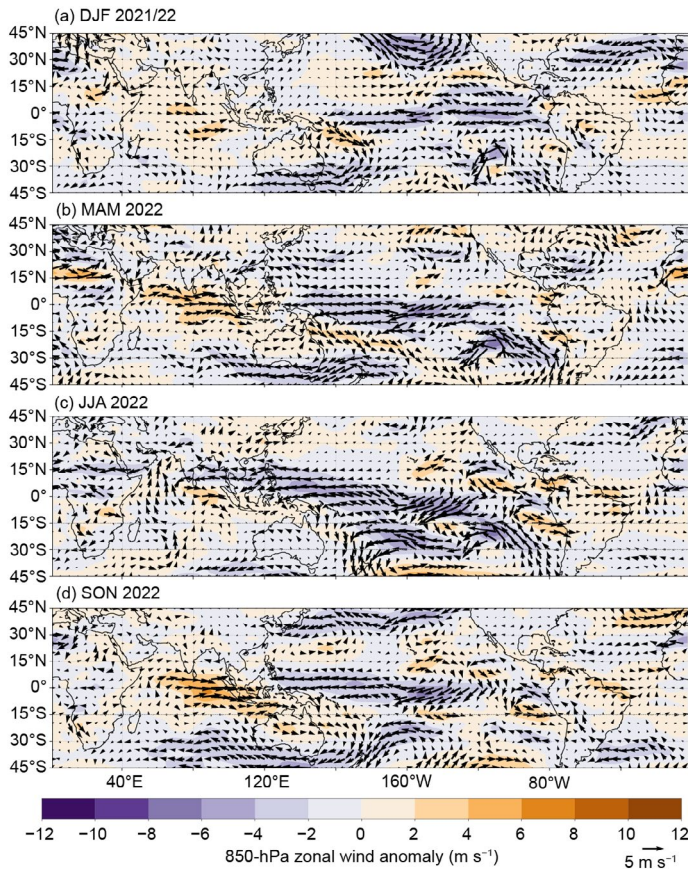 (a) DJF 2021/22
45°N
30°N
15°N
0°
15°S
30°S
45°S
(b) MAM 2022
45°N
30°N
15°N
0°
15°S
30°S
45°S
(c) JJA 2022
45°N
30°N
15°N
0°
15°S
30°S
45°S
(d) SON 2022
45°N
30°N
15°N
0°
15°S
30°S
45°S
40°E 120°E 160°W 80°W
−12 −10 −8 −6 −4 −2 0 2 4 6 8 10 12
850-hPa zonal wind anomaly (m s⁻¹) 5 m s⁻¹